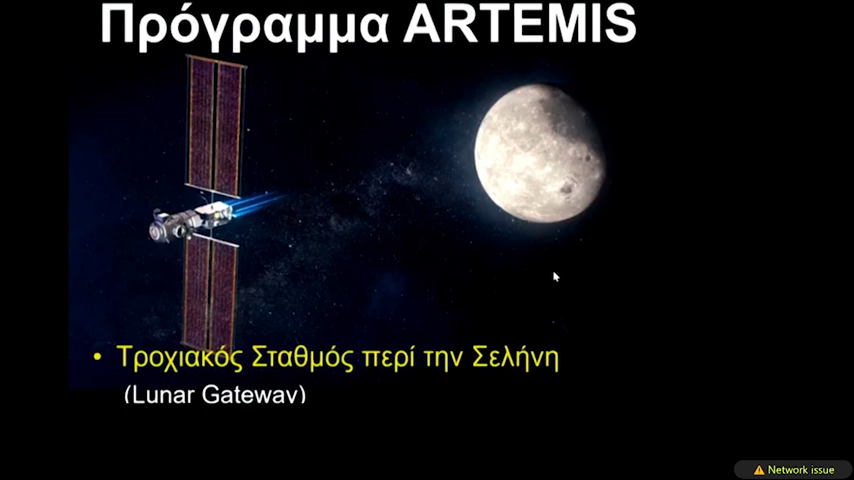 Πρόγραμμα ARTEMIS
• Τροχιακός Σταθμός περί την Σελήνη
(Lunar Gateway)
⚠ Network issue